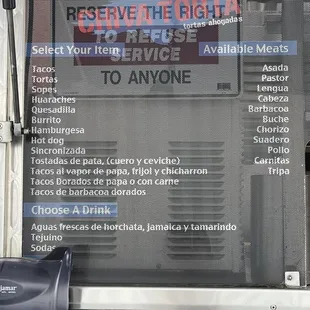 RESERVE THE RIGHT
tortas ahogadas
TO REFUSE
SERVICE
TO ANYONE
Select Your Item
Tacos
Tortas
Sopes
Huaraches
Quesadilla
Burrito
Hamburgesa
Hot dog
Sincronizada
Tostadas de pata, (cuero y ceviche)
Tacos al vapor de papa, frijol y chicharron
Tacos Dorados de papa o con carne
Tacos de barbacoa dorados
Available Meats
Asada
Pastor
Lengua
Cabeza
Barbacoa
Buche
Chorizo
Suadero
Pollo
Carnitas
Tripa
Choose A Drink
Aguas frescas de horchata, jamaica y tamarindo
Tejuino
Sodas